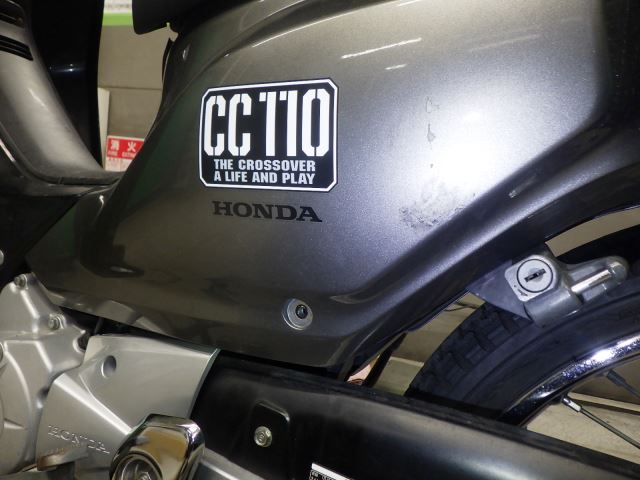 CC110
THE CROSSOVER
A LIFE AND PLAY
HONDA
消火
HONDA